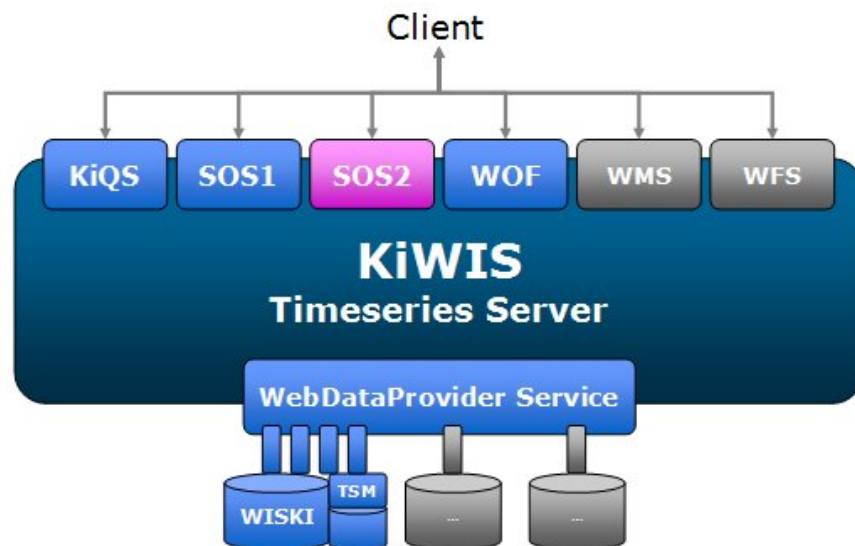 Client
KiQS SOS1 SOS2 WOF WMS WFS
KiWIS
Timeseries Server
WebDataProvider Service
TSM
WISKI ... ...